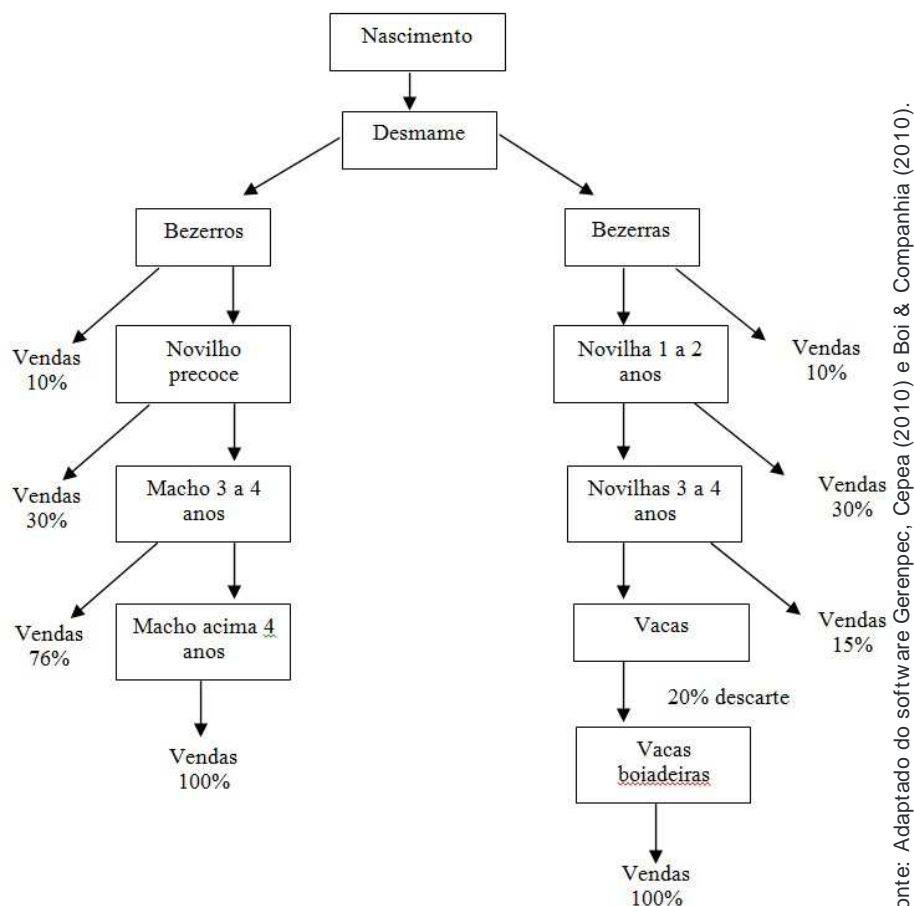 Nascimento
Desmame
Bezerros
Bezerras
Vendas
10%
Novilho
precoce
Novilha 1 a 2
anos
Vendas
10%
Vendas
30%
Macho 3 a 4
anos
Novilhas 3 a 4
anos
Vendas
30%
Vendas
76%
Macho acima 4
anos
Vacas
Vendas
15%
20% descarte
Vendas
100%
Vacas
boiadeiras
Vendas
100%
onte: Adaptado do software Gerenpec, Cepea (2010) e Boi & Companhia (2010).